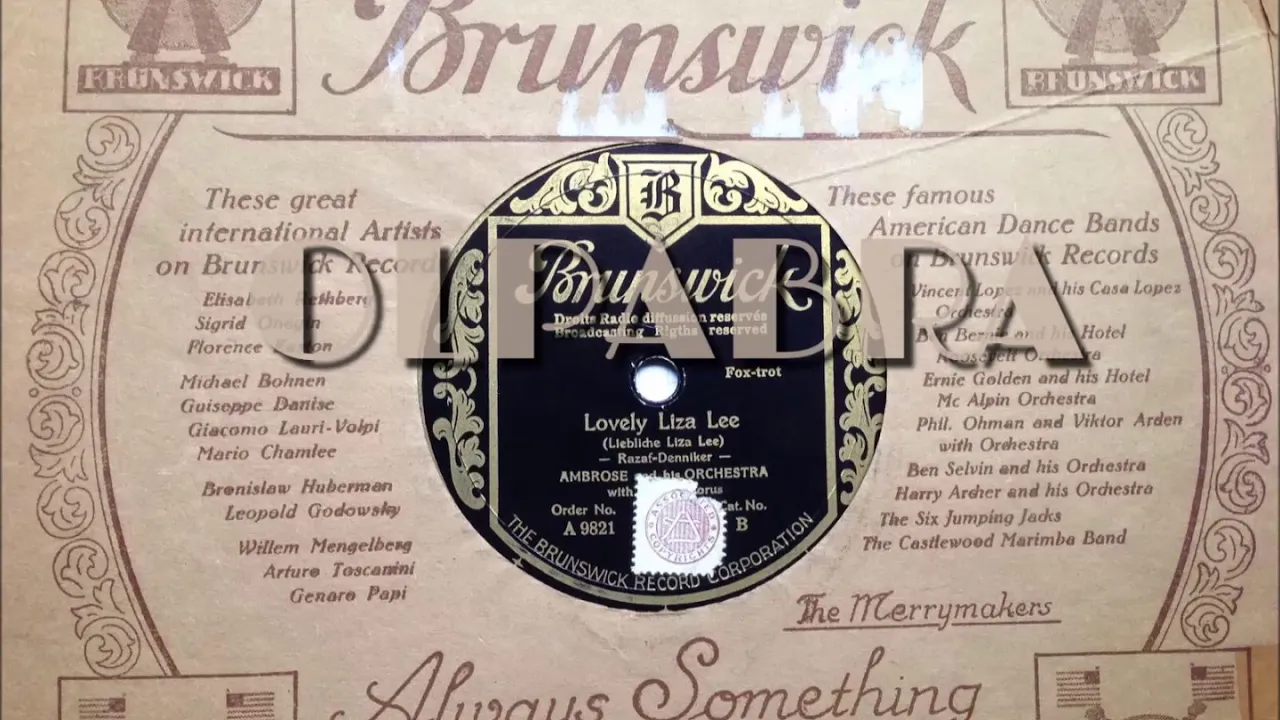 Brunswick
BRUNSWICK
BRUNSWICK
These great
international Artists
on Brunswick Records
Elisabeth Rethberg
Sigrid Onegin
Florence
Michael Bohnen
Guiseppe Danise
Giacomo Lauri-Volpi
Mario Chamlee
Bronislaw Huberman
Leopold Godowsky
Willem Mengelberg
Arturo Toscanini
Genaro Papi
B
Brunswick
Droits Radio diffussion reservés
Broadcasting Rigths reserved
Fox-trot
Lovely Liza Lee
(Liebliche Liza Lee)
— Razaf-Denniker —
AMBROSE and his ORCHESTRA
with
Order No.
Cat. No.
A 9821
B
ASSOCIATED
COPYRIGHTS
THE BRUNSWICK RECORD CORPORATION
DIPABRA
These famous
American Dance Bands
on Brunswick Records
Vincent Lopez and his Casa Lopez
Orchestra
Ben Bernie and his Hotel
Roosevelt Orchestra
Ernie Golden and his Hotel
Mc Alpin Orchestra
Phil. Ohman and Viktor Arden
with Orchestra
Ben Selvin and his Orchestra
Harry Archer and his Orchestra
The Six Jumping Jacks
The Castlewood Marimba Band
The Merrymakers
Always Something